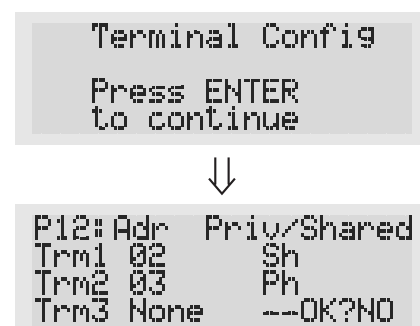 Terminal Config
Press ENTER
to continue
P12:Adr Priv/Shared
Trm1 02 Sh
Trm2 03 Ph
Trm3 None --OK?NO